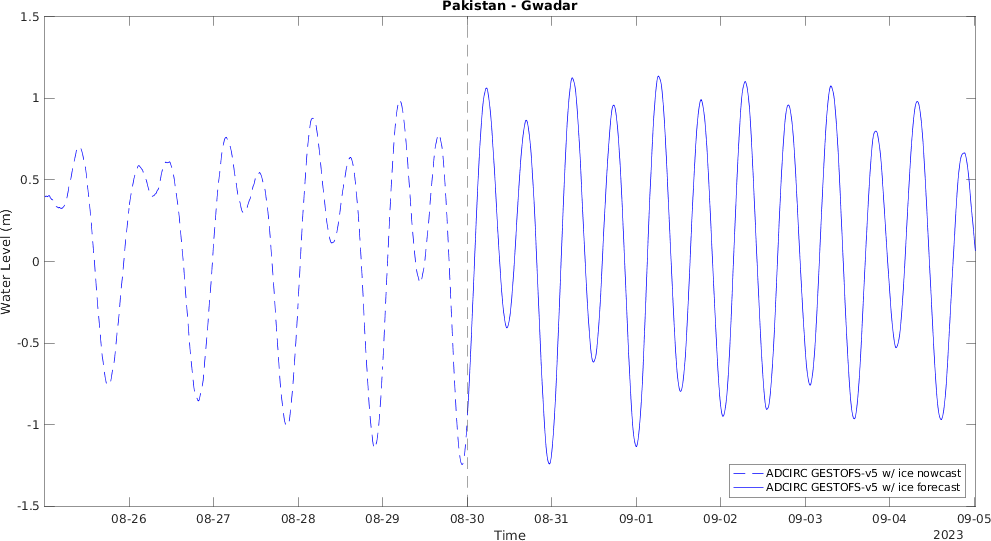 Pakistan - Gwadar
1.5
1
0.5
0
-0.5
-1
-1.5
Water Level (m)
ADCIRC GESTOFS-v5 w/ ice nowcast
ADCIRC GESTOFS-v5 w/ ice forecast
08-26 08-27 08-28 08-29 08-30 08-31 09-01 09-02 09-03 09-04 09-05
Time
2023